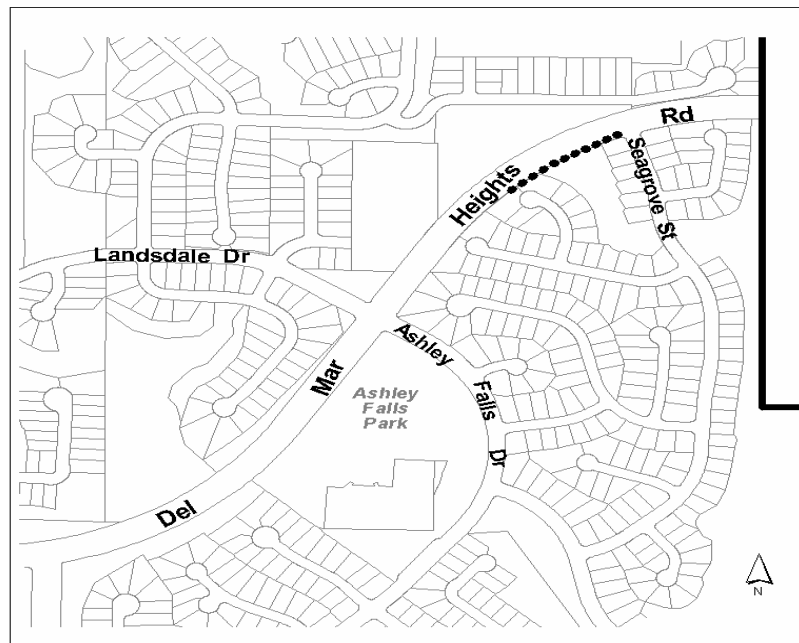 Rd
Seagrove St
Heights
Landsdale Dr
Ashley
Mar
Ashley
Falls
Park
Falls
Dr
Del
N